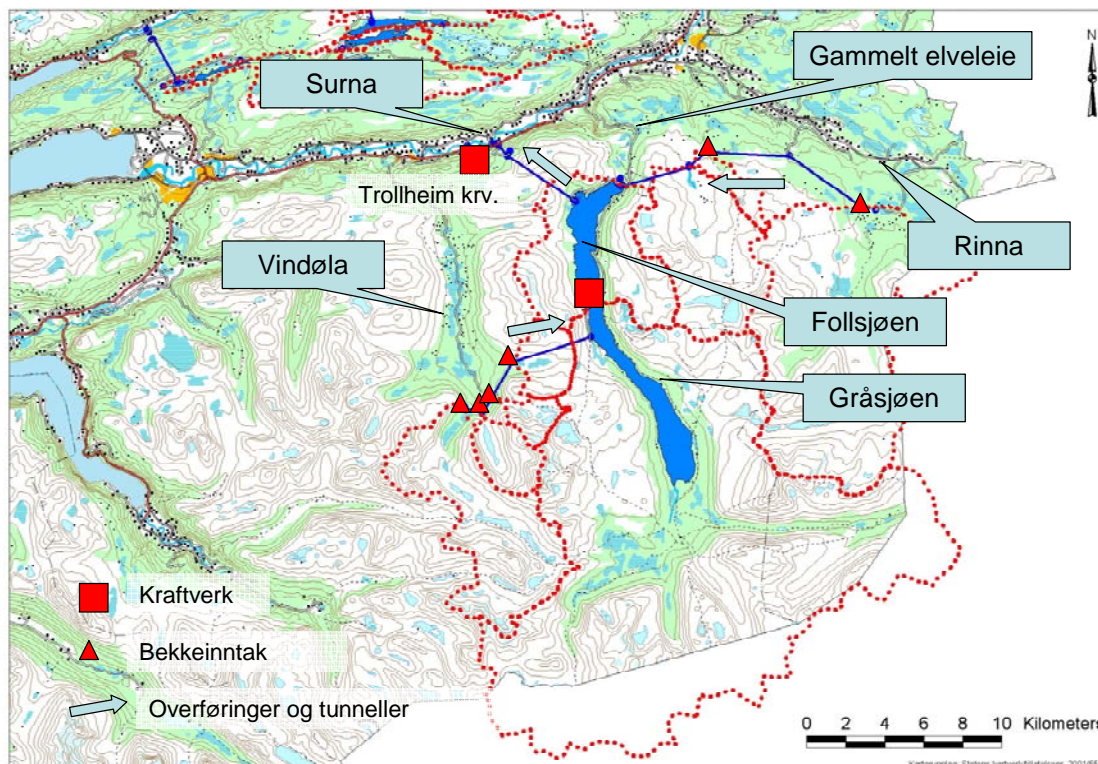 Gammelt elveleie
N
Surna
Trollheim krv.
Rinna
Vindøla
Follsjøen
Gråsjøen
Kraftverk
Bekkeinntak
Overføringer og tunneller
0 2 4 6 8 10 Kilometers